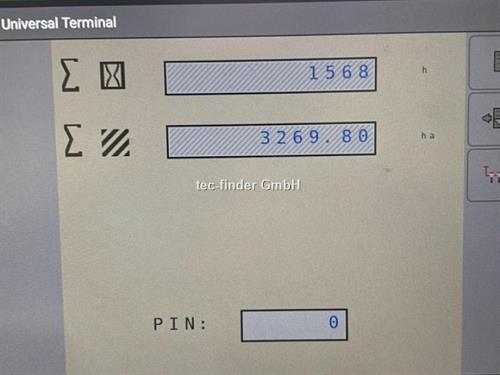 Universal Terminal
Σ 1568 h
Σ 3269.80 ha
tec-finder GmbH
PIN: 0